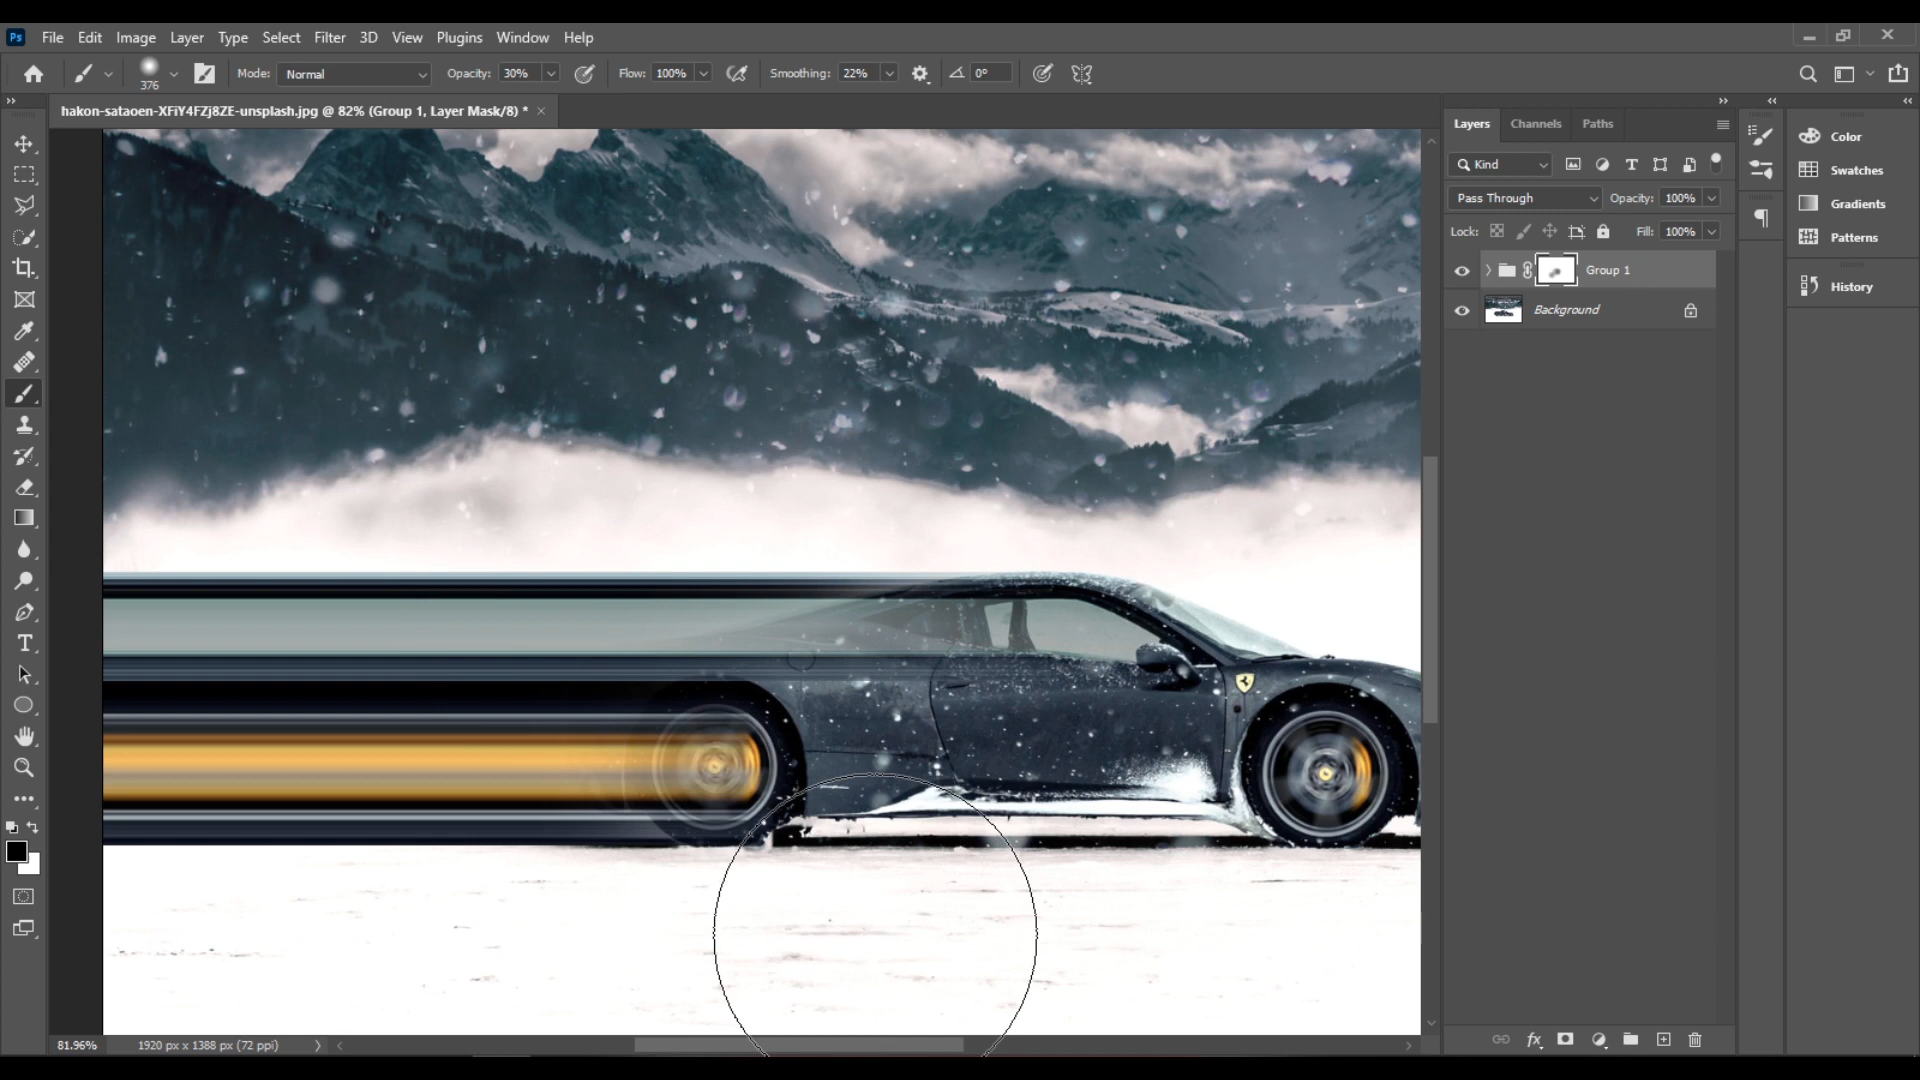 Ps File Edit Image Layer Type Select Filter 3D View Plugins Window Help
376 Mode: Normal Opacity: 30% Flow: 100% Smoothing: 22% 0°
hakon-sataoen-XFiY4FZj8ZE-unsplash.jpg @ 82% (Group 1, Layer Mask/8) *
Layers Channels Paths
Kind
Pass Through Opacity: 100%
Lock: Fill: 100%
Group 1
Background
Color
Swatches
Gradients
Patterns
History
81.96% 1920 px x 1388 px (72 ppi)